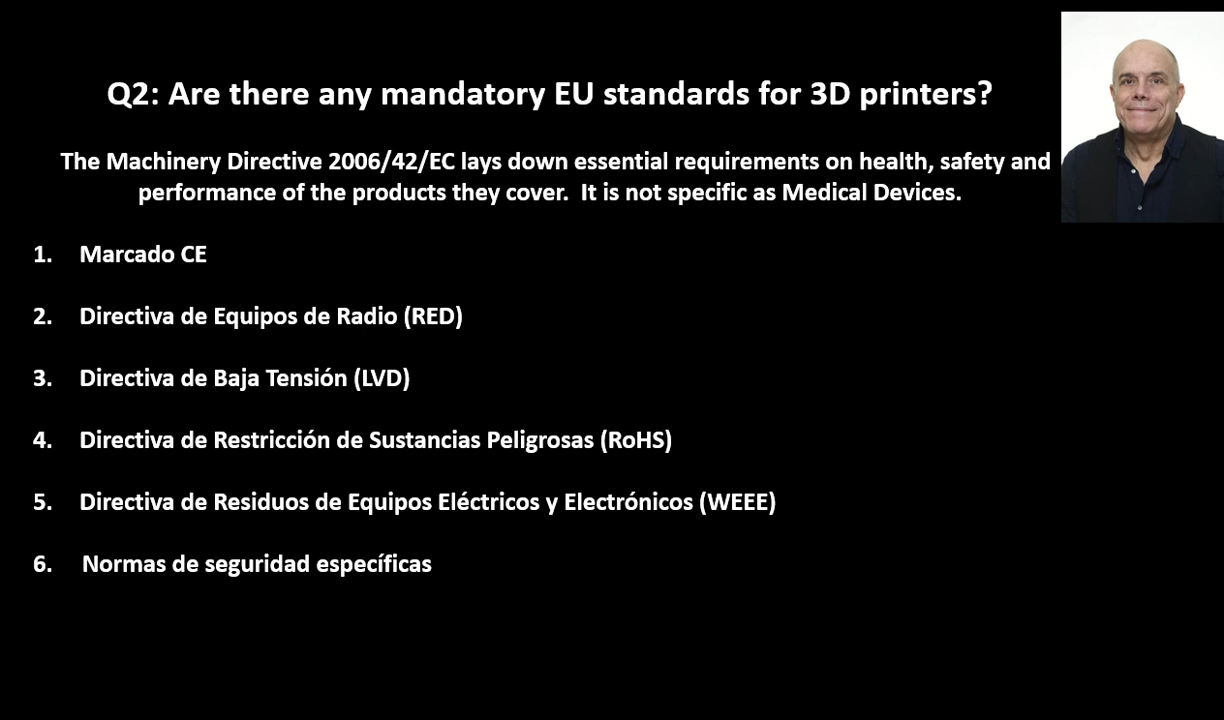 Q2: Are there any mandatory EU standards for 3D printers?
The Machinery Directive 2006/42/EC lays down essential requirements on health, safety and
performance of the products they cover.  It is not specific as Medical Devices.
1. Marcado CE
2. Directiva de Equipos de Radio (RED)
3. Directiva de Baja Tensión (LVD)
4. Directiva de Restricción de Sustancias Peligrosas (RoHS)
5. Directiva de Residuos de Equipos Eléctricos y Electrónicos (WEEE)
6. Normas de seguridad específicas